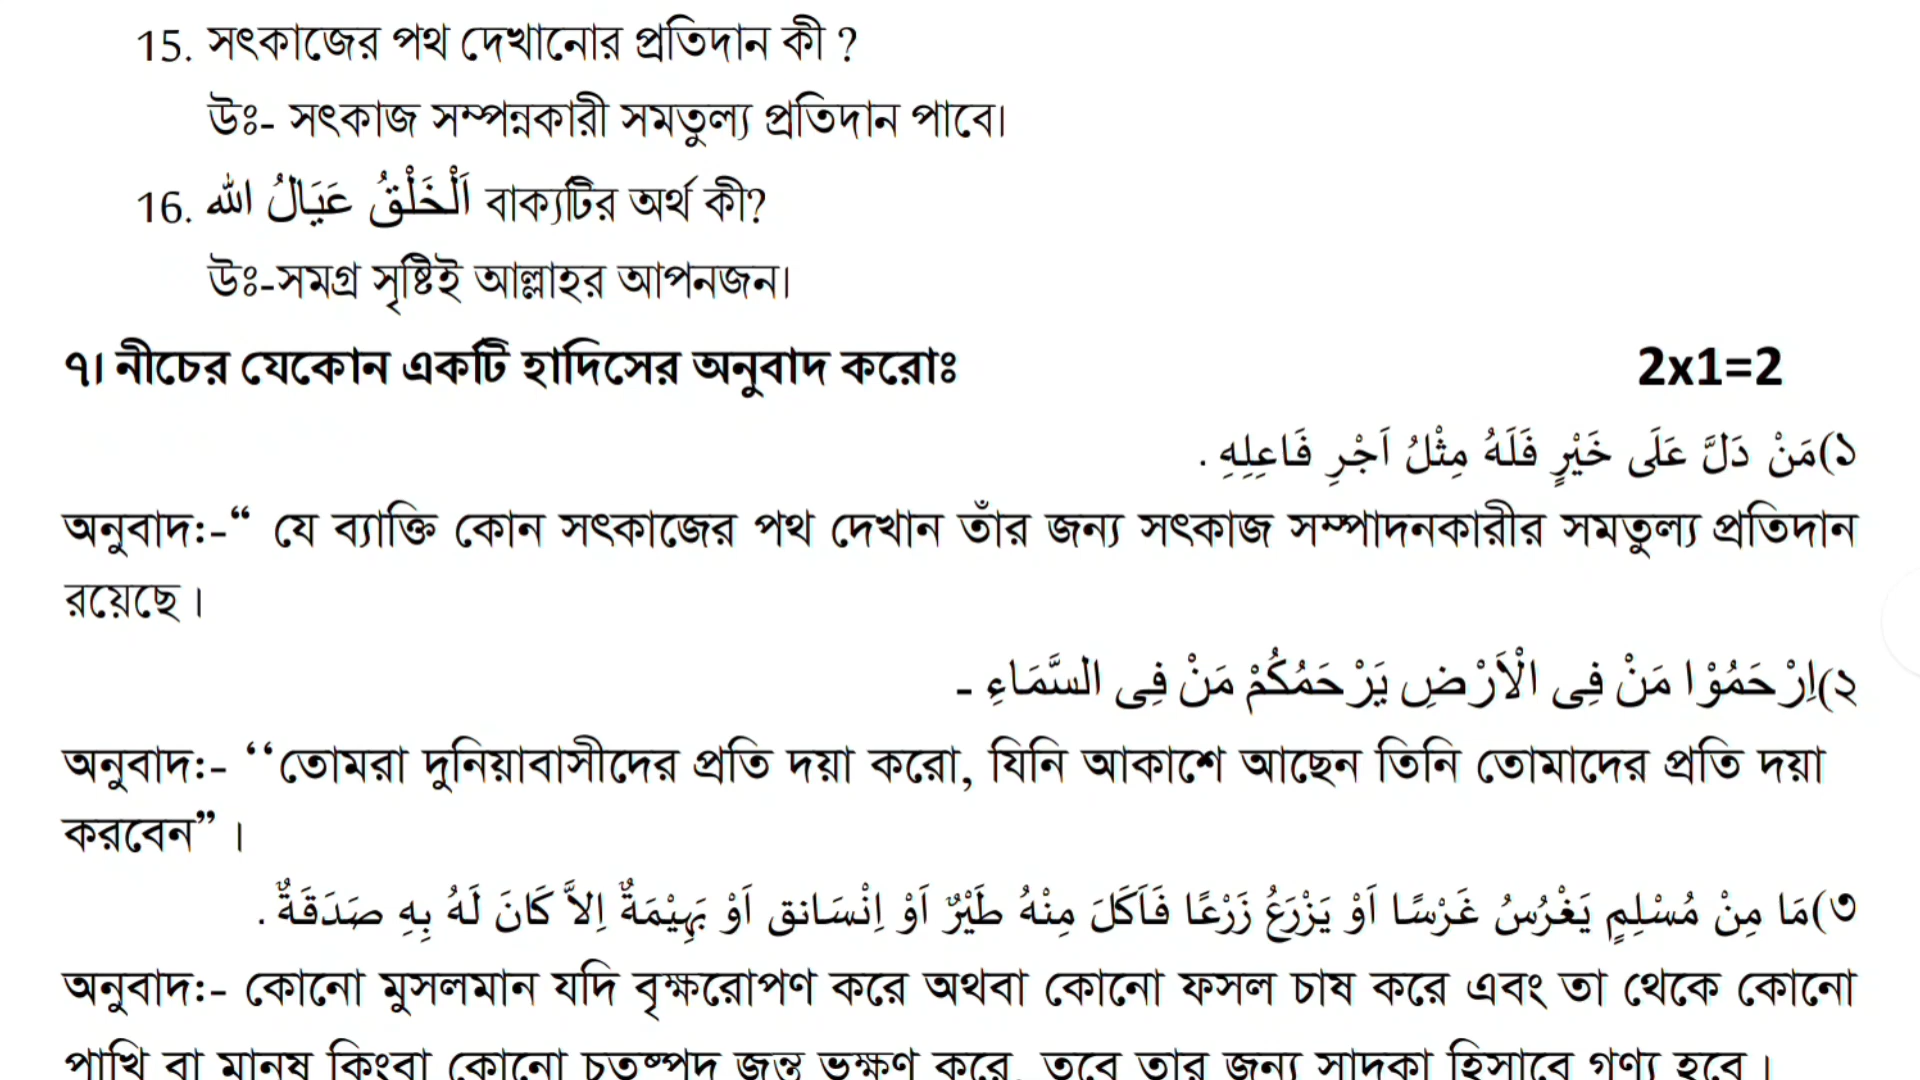 15. সৎকাজের পথ দেখানোর প্রতিদান কী ?
উঃ- সৎকাজ সম্পন্নকারী সমতুল্য প্রতিদান পাবে।
16. اَلْخَلْقُ عَيَالُ الله বাক্যটির অর্থ কী?
উঃ-সমগ্র সৃষ্টিই আল্লাহর আপনজন।
৭। নীচের যেকোন একটি হাদিসের অনুবাদ করোঃ 2x1=2
১)مَنْ دَلَّ عَلَى خَيْرٍ فَلَهُ مِثْلُ اَجْرِ فَاعِلِهِ .
অনুবাদ:-“ যে ব্যাক্তি কোন সৎকাজের পথ দেখান তাঁর জন্য সৎকাজ সম্পাদনকারীর সমতুল্য প্রতিদান
রয়েছে।
২)اِرْحَمُوْا مَنْ فِى الْاَرْضِ يَرْحَمُكُمْ مَنْ فِى السَّمَاءِ -
অনুবাদ:- ‘‘তোমরা দুনিয়াবাসীদের প্রতি দয়া করো, যিনি আকাশে আছেন তিনি তোমাদের প্রতি দয়া
করবেন”।
৩)مَا مِنْ مُسْلِمٍ يَغْرُسُ غَرْسًا اَوْ يَزْرَعُ زَرْعًا فَاَكَلَ مِنْهُ طَيْرٌ اَوْ اِنْسَانق اَوْ بَهِيْمَةٌ اِلاَّ كَانَ لَهُ بِهِ صَدَقَةٌ .
অনুবাদ:- কোনো মুসলমান যদি বৃক্ষরোপণ করে অথবা কোনো ফসল চাষ করে এবং তা থেকে কোনো
পাখি বা মানুষ কিংবা কোনো চতুষ্পদ জন্তু ভক্ষণ করে, তবে তার জন্য সাদকা হিসাবে গণ্য হবে।